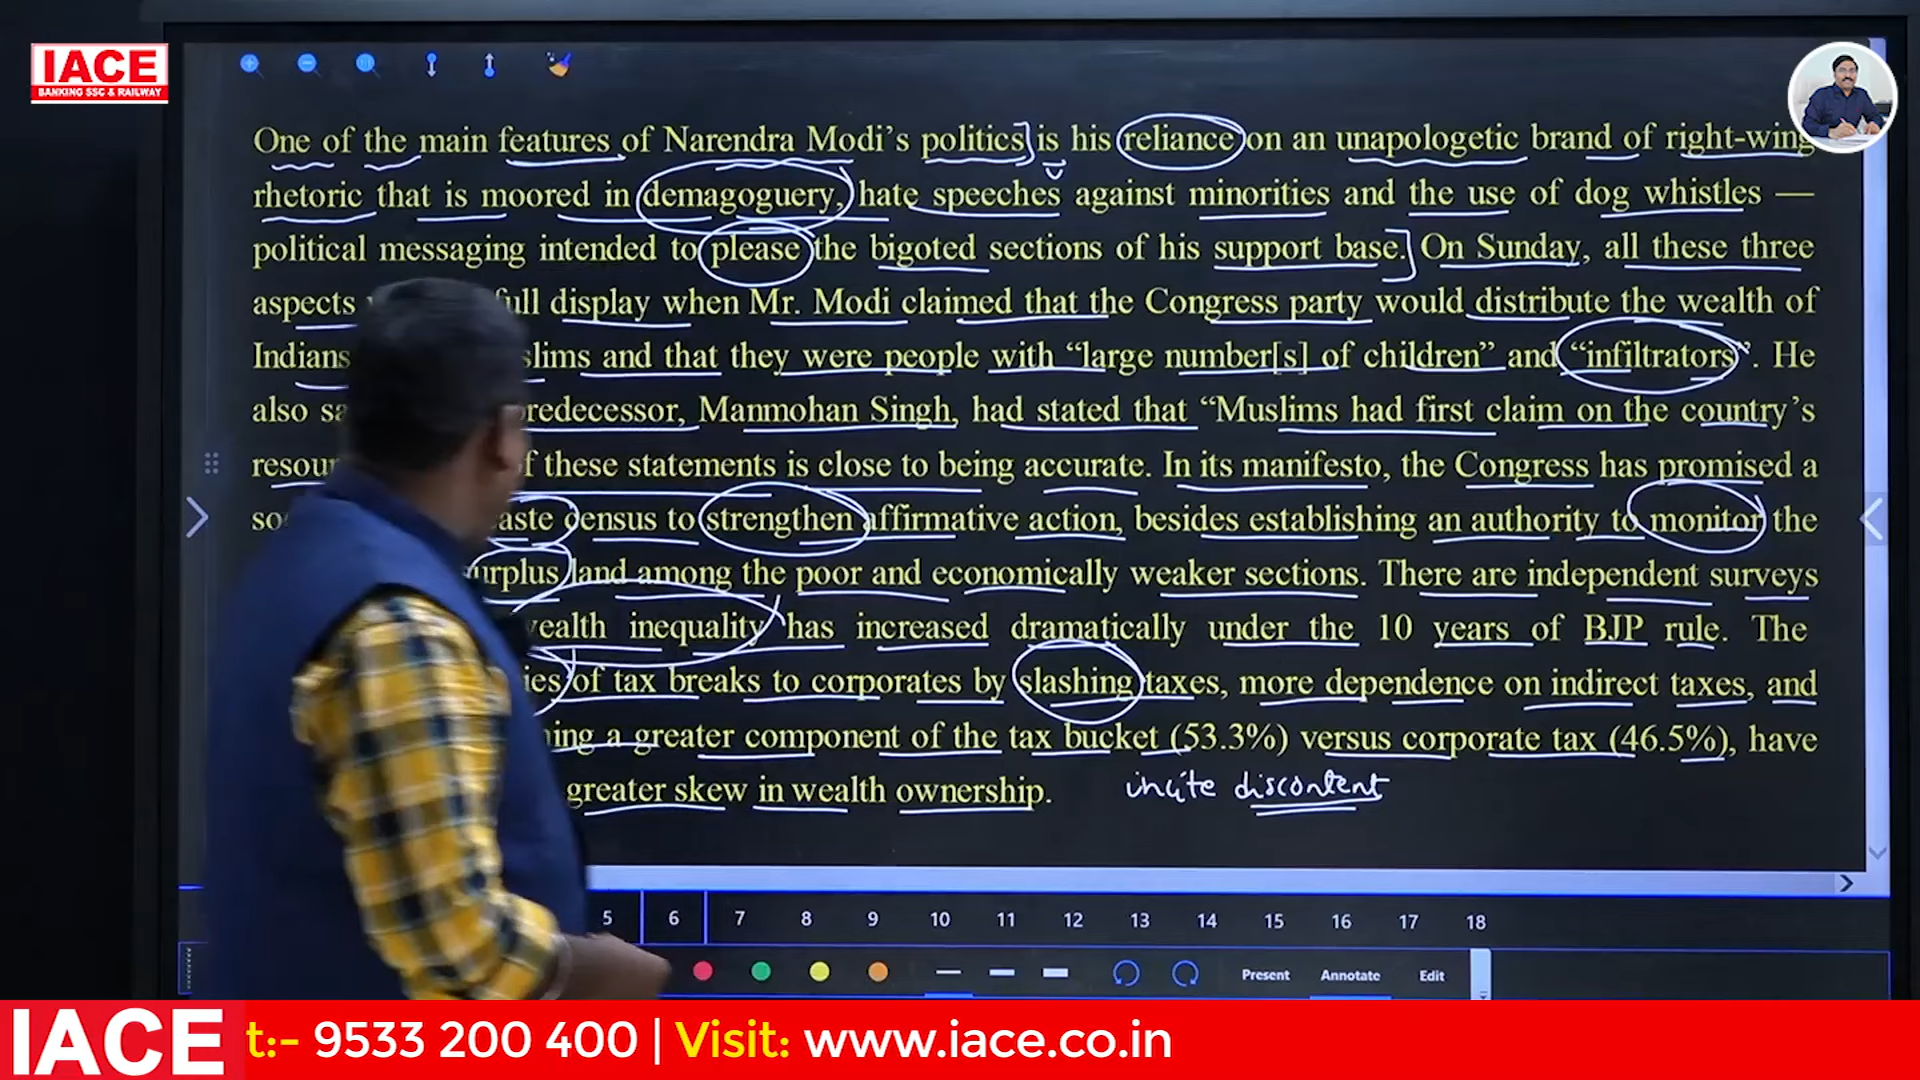 IACE
BANKING SSC & RAILWAY
One of the main features of Narendra Modi's politics is his reliance on an unapologetic brand of right-wing
rhetoric that is moored in demagoguery, hate speeches against minorities and the use of dog whistles —
political messaging intended to please the bigoted sections of his support base. On Sunday, all these three
aspects full display when Mr. Modi claimed that the Congress party would distribute the wealth of
Indians and that they were people with “large number[s] of children” and “infiltrators”. He
also predecessor, Manmohan Singh, had stated that “Muslims had first claim on the country's
these statements is close to being accurate. In its manifesto, the Congress has promised a
census to strengthen affirmative action, besides establishing an authority to monitor the
land among the poor and economically weaker sections. There are independent surveys
inequality has increased dramatically under the 10 years of BJP rule. The
of tax breaks to corporates by slashing taxes, more dependence on indirect taxes, and
a greater component of the tax bucket (53.3%) versus corporate tax (46.5%), have
greater skew in wealth ownership. incite discontent
5 6 7 8 9 10 11 12 13 14 15 16 17 18
Present Annotate Edit
IACE t:- 9533 200 400 | Visit: www.iace.co.in